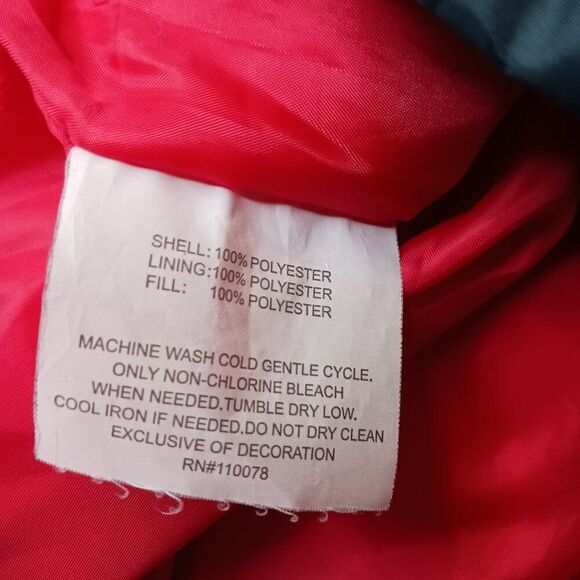 SHELL: 100% POLYESTER
LINING: 100% POLYESTER
FILL: 100% POLYESTER
MACHINE WASH COLD GENTLE CYCLE.
ONLY NON-CHLORINE BLEACH
WHEN NEEDED.TUMBLE DRY LOW.
COOL IRON IF NEEDED.DO NOT DRY CLEAN
EXCLUSIVE OF DECORATION
RN#110078